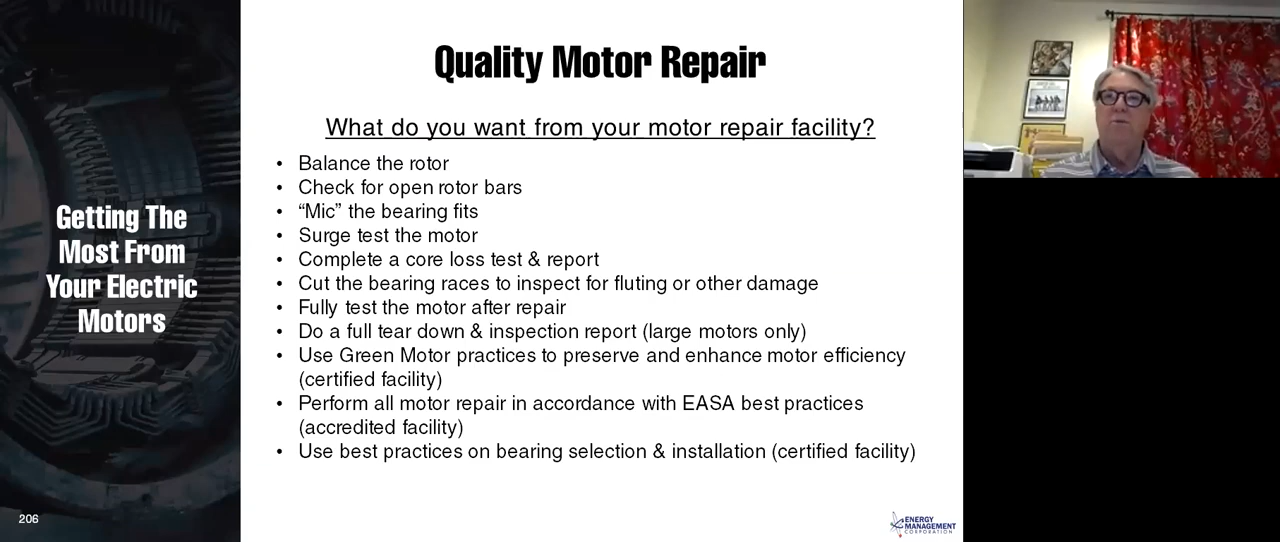 Quality Motor Repair
What do you want from your motor repair facility?
• Balance the rotor
• Check for open rotor bars
• “Mic” the bearing fits
• Surge test the motor
• Complete a core loss test & report
• Cut the bearing races to inspect for fluting or other damage
• Fully test the motor after repair
• Do a full tear down & inspection report (large motors only)
• Use Green Motor practices to preserve and enhance motor efficiency
(certified facility)
• Perform all motor repair in accordance with EASA best practices
(accredited facility)
• Use best practices on bearing selection & installation (certified facility)
Getting The
Most From
Your Electric
Motors
206
ENERGY
MANAGEMENT
CORPORATION